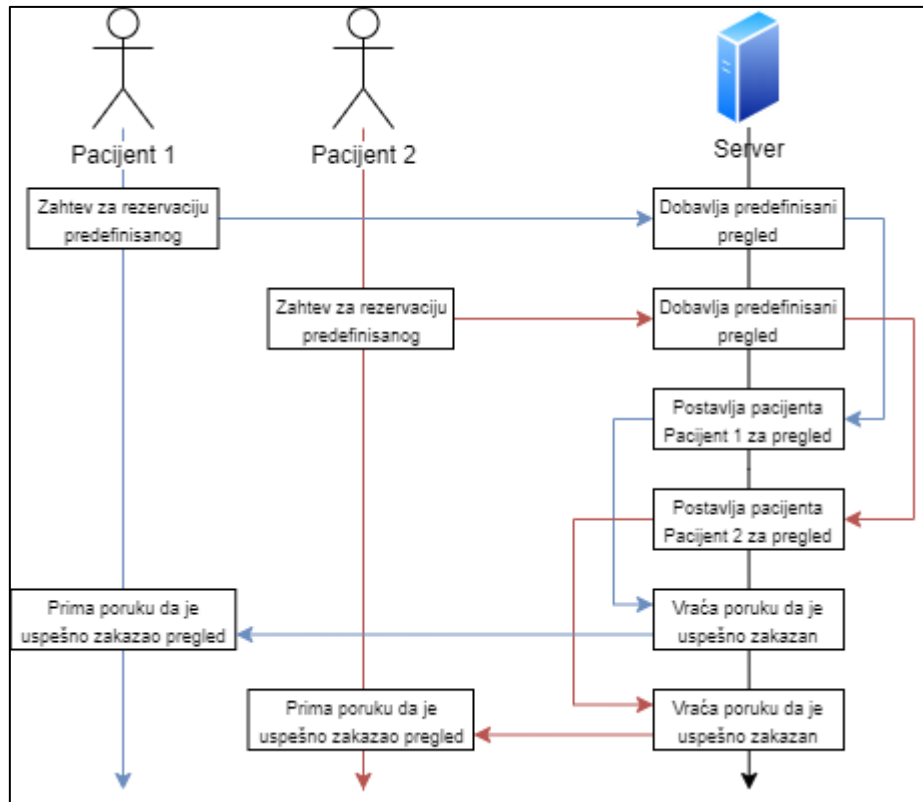 Pacijent 1
Pacijent 2
Server
Zahtev za rezervaciju
predefinisanog
Dobavlja predefinisani
pregled
Zahtev za rezervaciju
predefinisanog
Dobavlja predefinisani
pregled
Postavlja pacijenta
Pacijent 1 za pregled
Postavlja pacijenta
Pacijent 2 za pregled
Prima poruku da je
uspešno zakazao pregled
Vraća poruku da je
uspešno zakazan
Prima poruku da je
uspešno zakazao pregled
Vraća poruku da je
uspešno zakazan